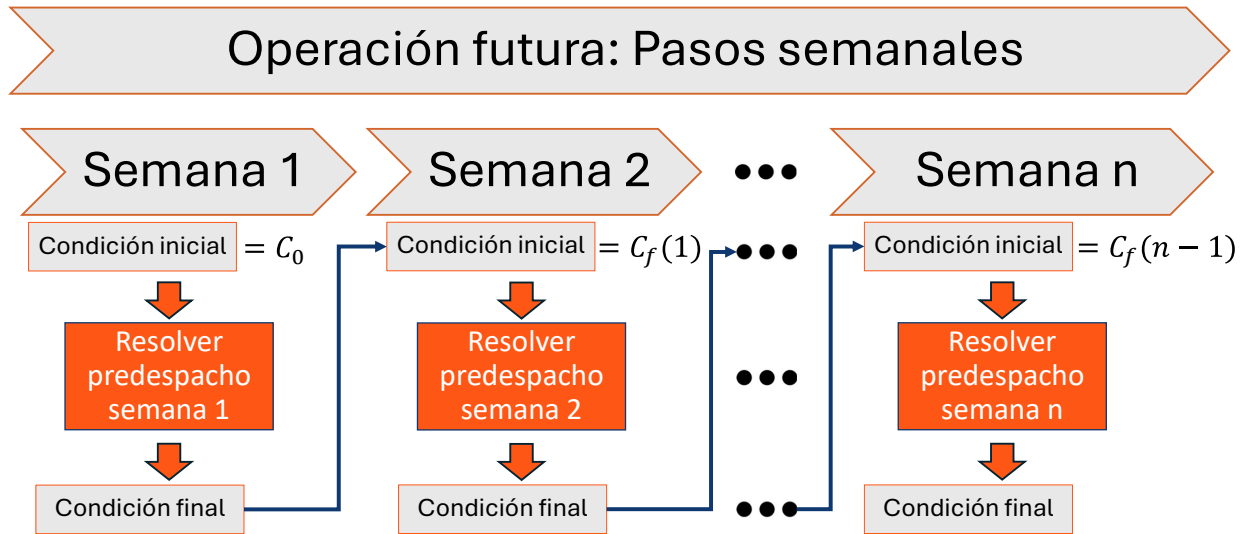 Operación futura: Pasos semanales
Semana 1
Semana 2
•••
Semana n
Condición inicial = C₀
Condición inicial = C_f(1)
•••
Condición inicial = C_f(n − 1)
Resolver
predespacho
semana 1
Resolver
predespacho
semana 2
•••
Resolver
predespacho
semana n
Condición final
Condición final
•••
Condición final